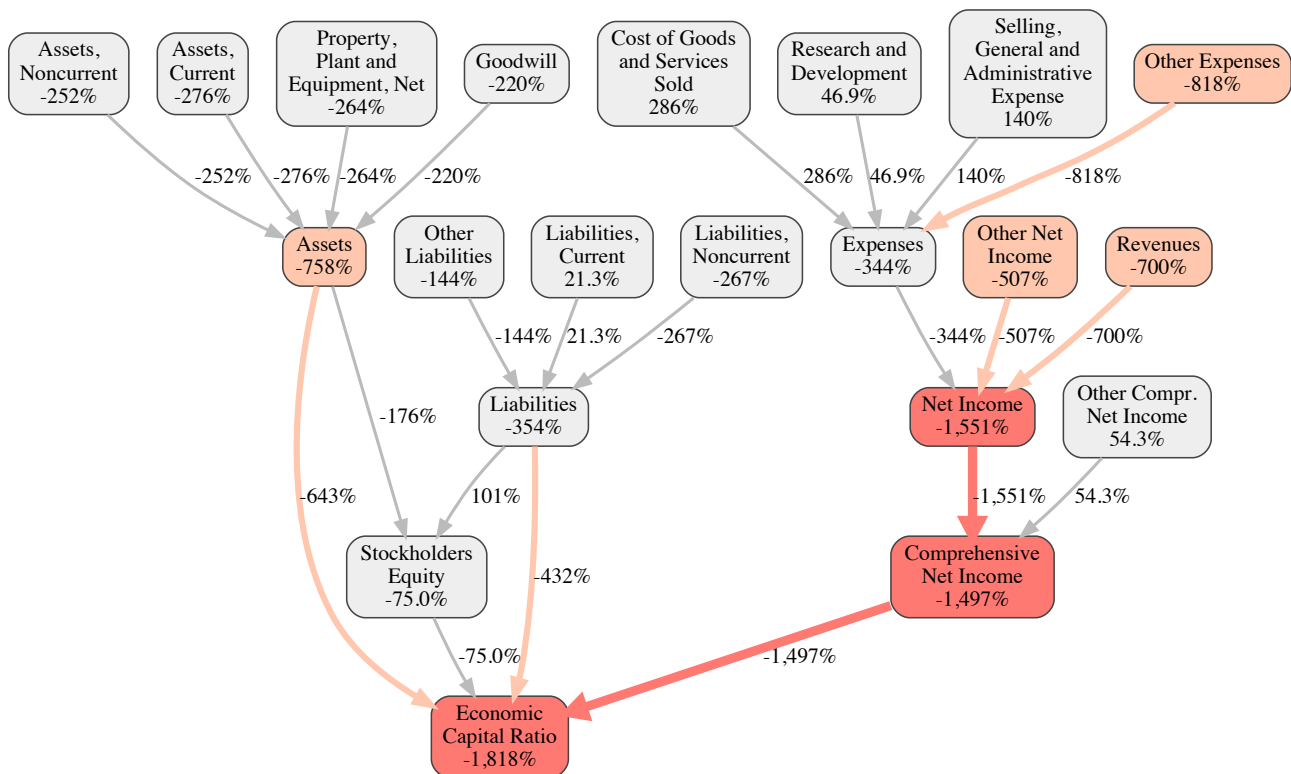 Assets,
Noncurrent
-252%
Assets,
Current
-276%
Property,
Plant and
Equipment, Net
-264%
Goodwill
-220%
Cost of Goods
and Services
Sold
286%
Research and
Development
46.9%
Selling,
General and
Administrative
Expense
140%
Other Expenses
-818%
-252%
-276%
-264%
-220%
286%
46.9%
140%
-818%
Assets
-758%
Other
Liabilities
-144%
Liabilities,
Current
21.3%
Liabilities,
Noncurrent
-267%
Expenses
-344%
Other Net
Income
-507%
Revenues
-700%
-144%
21.3%
-267%
-344%
-507%
-700%
-176%
Liabilities
-354%
Net Income
-1,551%
Other Compr.
Net Income
54.3%
-643%
101%
-1,551%
54.3%
Stockholders
Equity
-75.0%
-432%
Comprehensive
Net Income
-1,497%
-75.0%
-1,497%
Economic
Capital Ratio
-1,818%